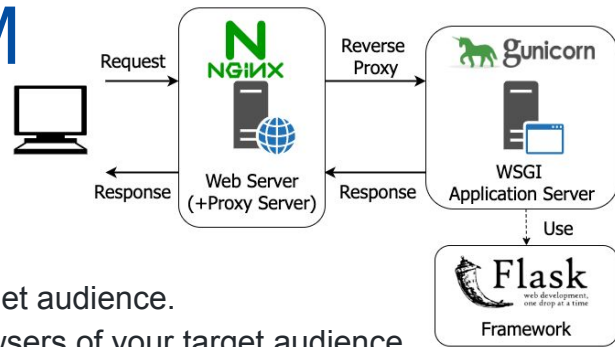 M
Request
NGiNX
Web Server
(+Proxy Server)
Reverse
Proxy
gunicorn
WSGI
Application Server
Response
Response
Use
Flask
web development,
one drop at a time
Framework
et audience.
wsers of your target audience